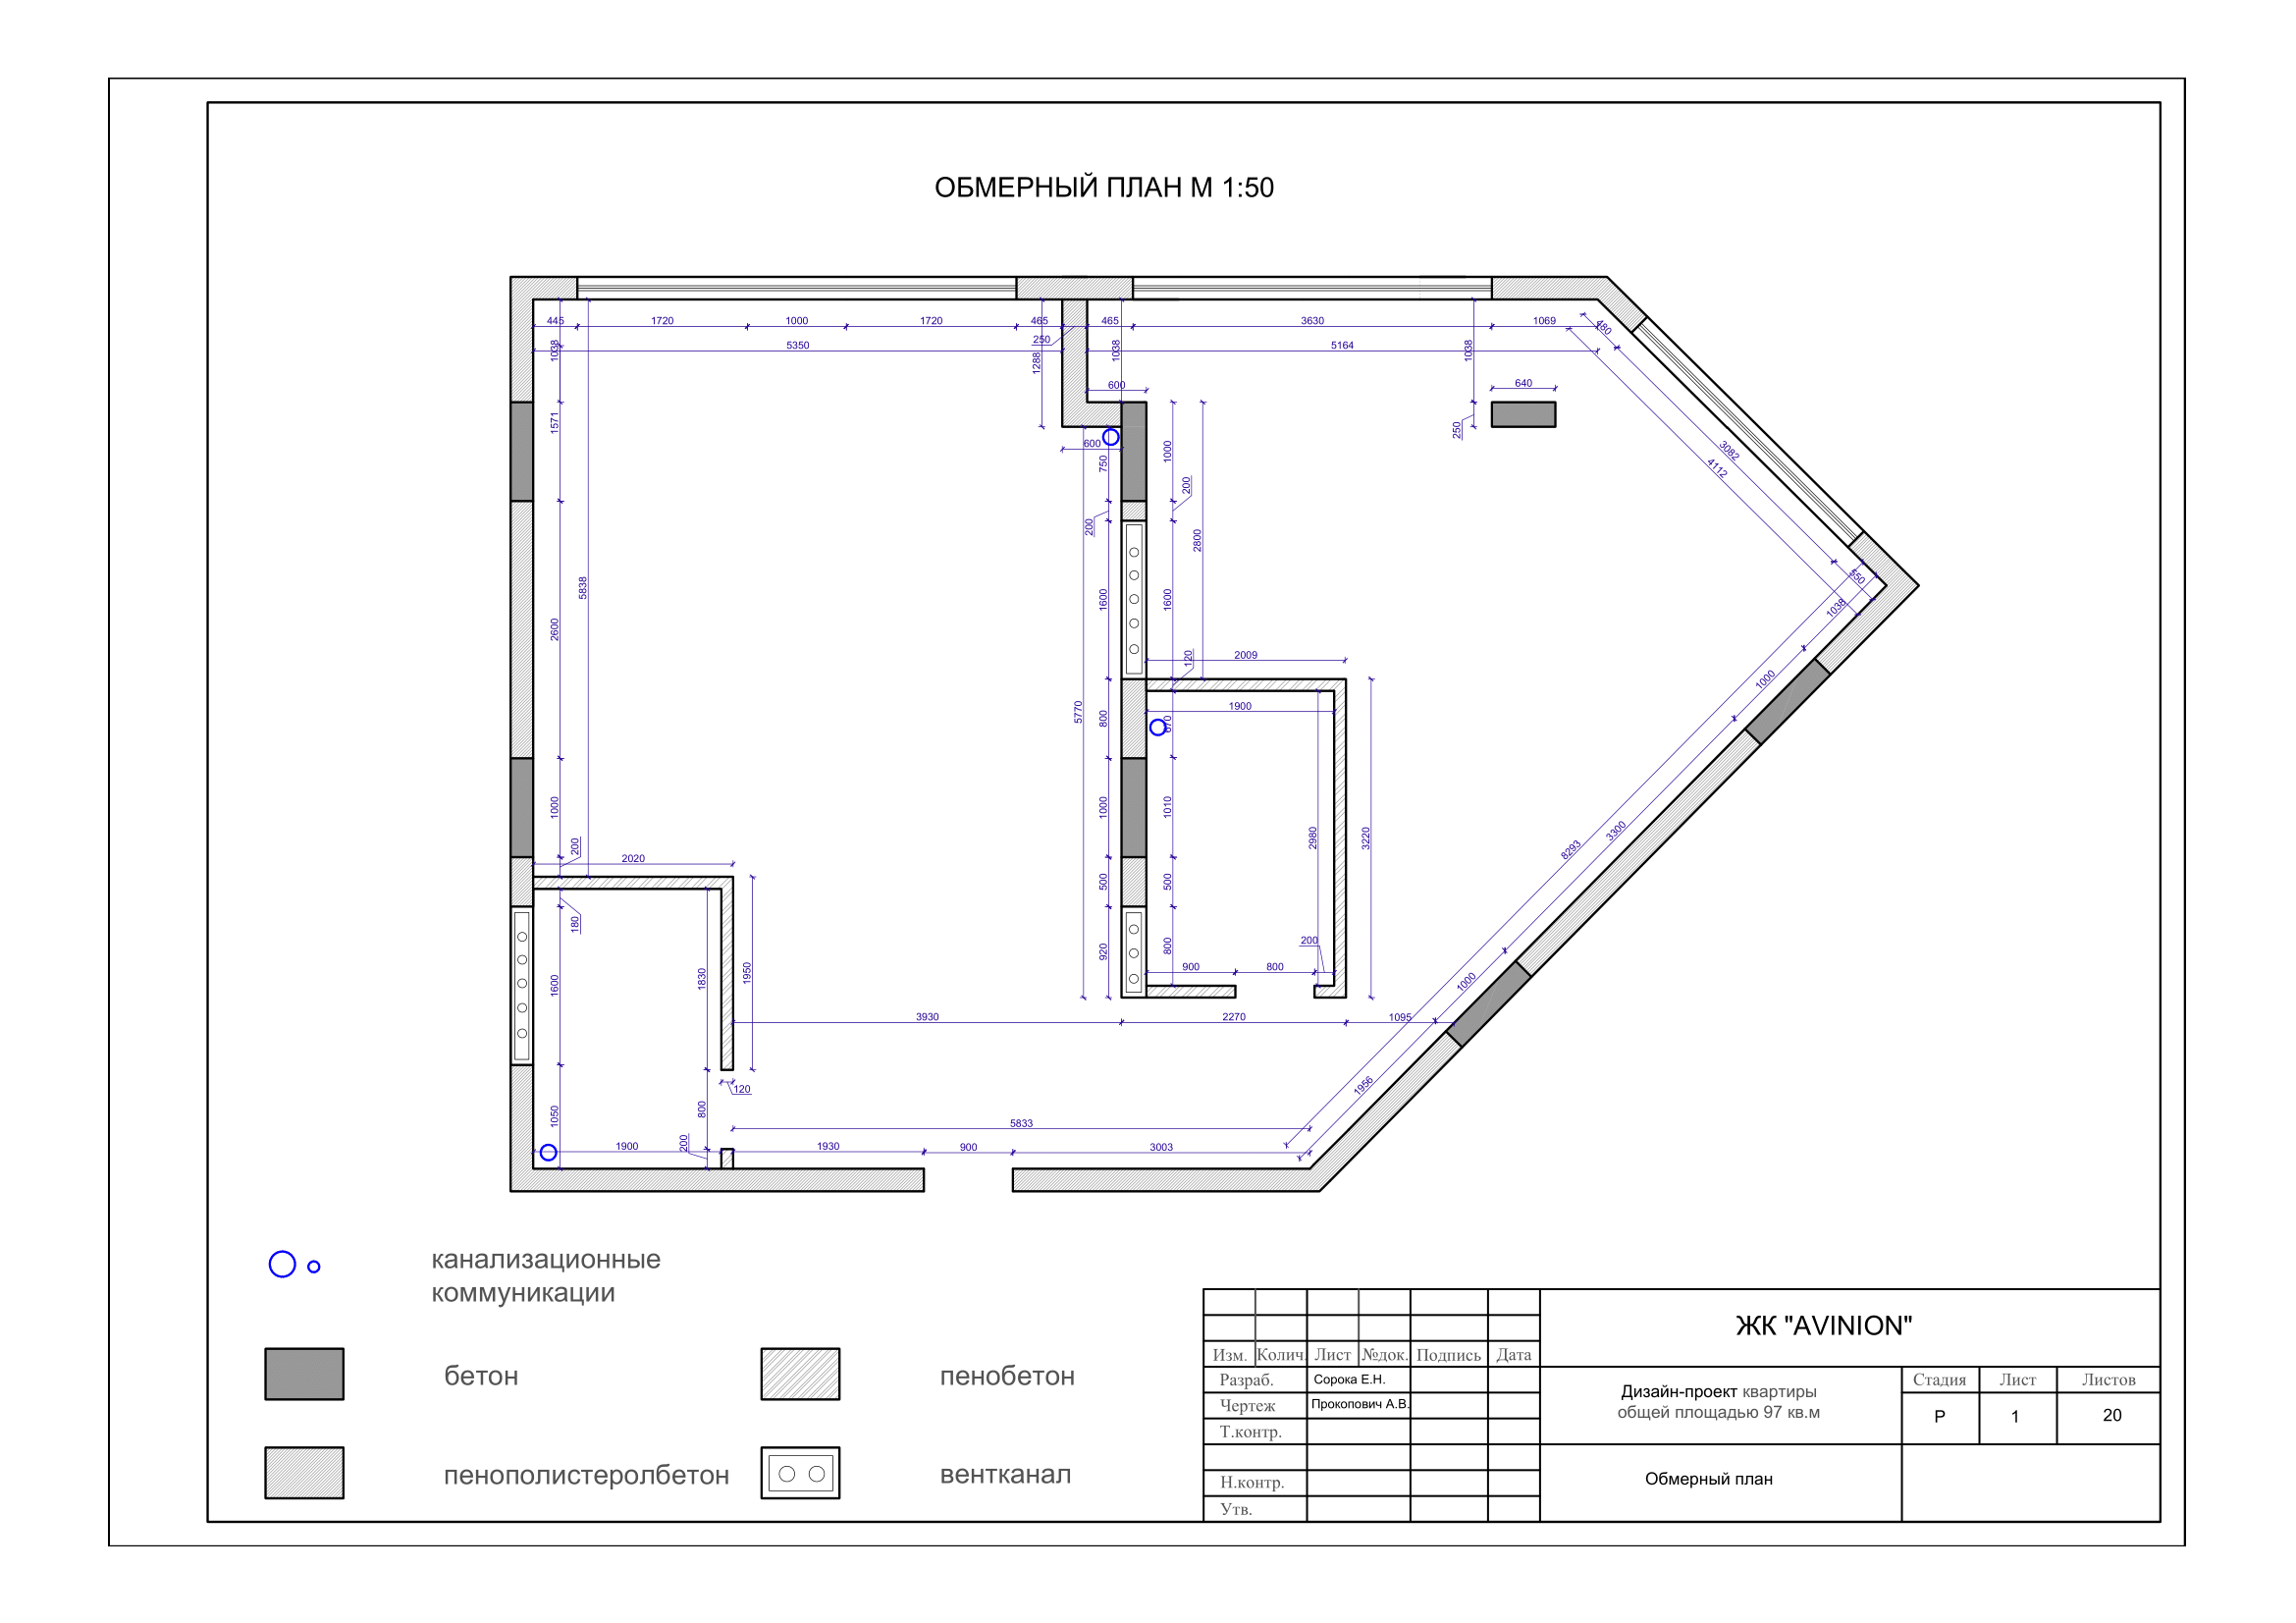 ОБМЕРНЫЙ ПЛАН М 1:50
445 1720 1000 1720 465 465 3630 1069 480
250
5350 5164
1038 1288 1038 1038
600 640
1571 250
600
750 1000 200
200
3082
4112
2800
5838
2600
1600 1600
550
1038
120 2009
1000
1900
5770 800 670
1000 1010
2980 3220
3300
8293
200
2020
500 500
180
200
920 800
900 800
1600 1830 1950
1000
3930 2270 1095
120
1956
1050 800
5833
200
1900 1930 900 3003
канализационные
коммуникации
бетон
пенобетон
пенополистеролбетон
вентканал
ЖК "AVINION"
Изм. Колич. Лист №док. Подпись Дата
Разраб. Сорока Е.Н.
Чертеж Прокопович А.В.
Т.контр.
Н.контр.
Утв.
Дизайн-проект квартиры
общей площадью 97 кв.м
Стадия Лист Листов
Р 1 20
Обмерный план